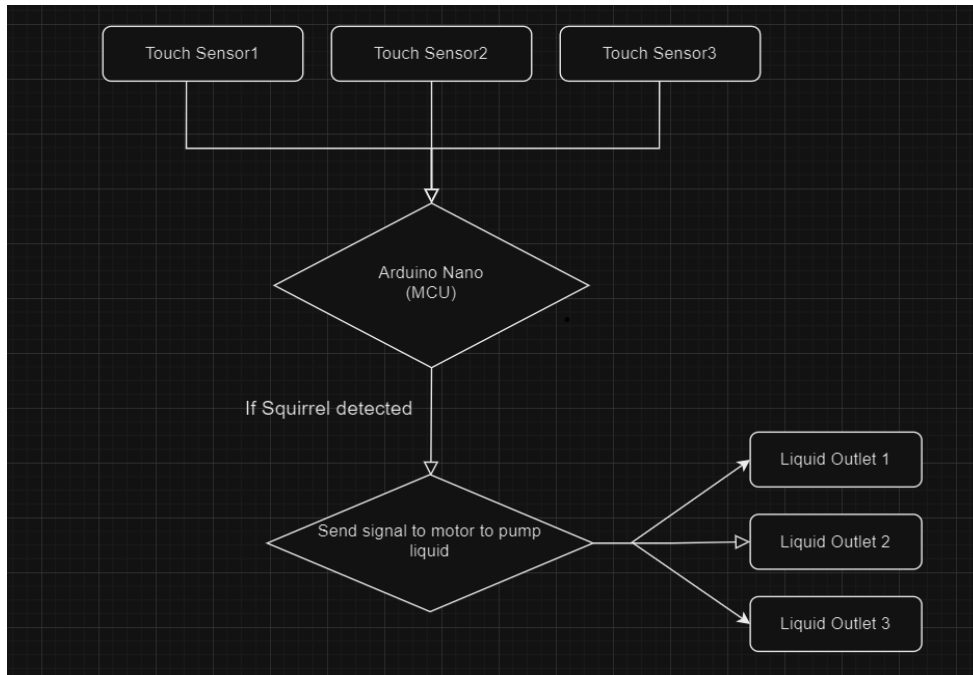 Touch Sensor1
Touch Sensor2
Touch Sensor3
Arduino Nano
(MCU)
If Squirrel detected
Send signal to motor to pump
liquid
Liquid Outlet 1
Liquid Outlet 2
Liquid Outlet 3